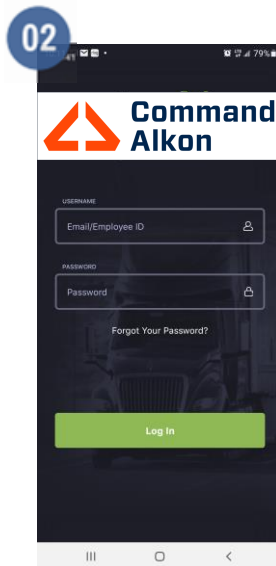 02
79%
Command
Alkon
USERNAME
Email/Employee ID
PASSWORD
Password
Forgot Your Password?
Log In